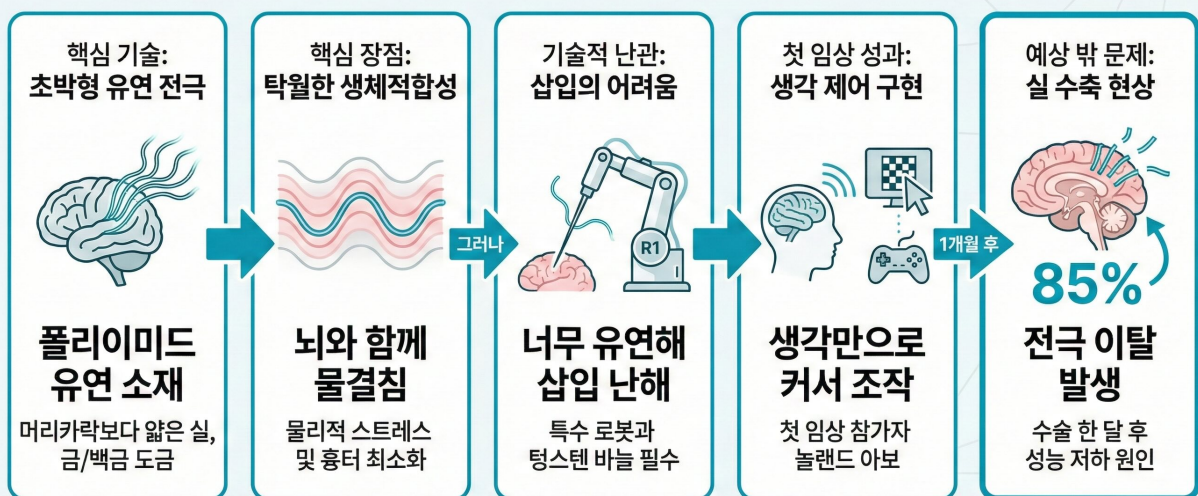 핵심 기술:
초박형 유연 전극
폴리이미드
유연 소재
머리카락보다 얇은 실,
금/백금 도금
핵심 장점:
탁월한 생체적합성
뇌와 함께
물결침
물리적 스트레스
및 흉터 최소화
그러나
기술적 난관:
삽입의 어려움
R1
너무 유연해
삽입 난해
특수 로봇과
텅스텐 바늘 필수
첫 임상 성과:
생각 제어 구현
생각만으로
커서 조작
첫 임상 참가자
놀랜드 아보
1개월 후
예상 밖 문제:
실 수축 현상
85%
전극 이탈
발생
수술 한 달 후
성능 저하 원인